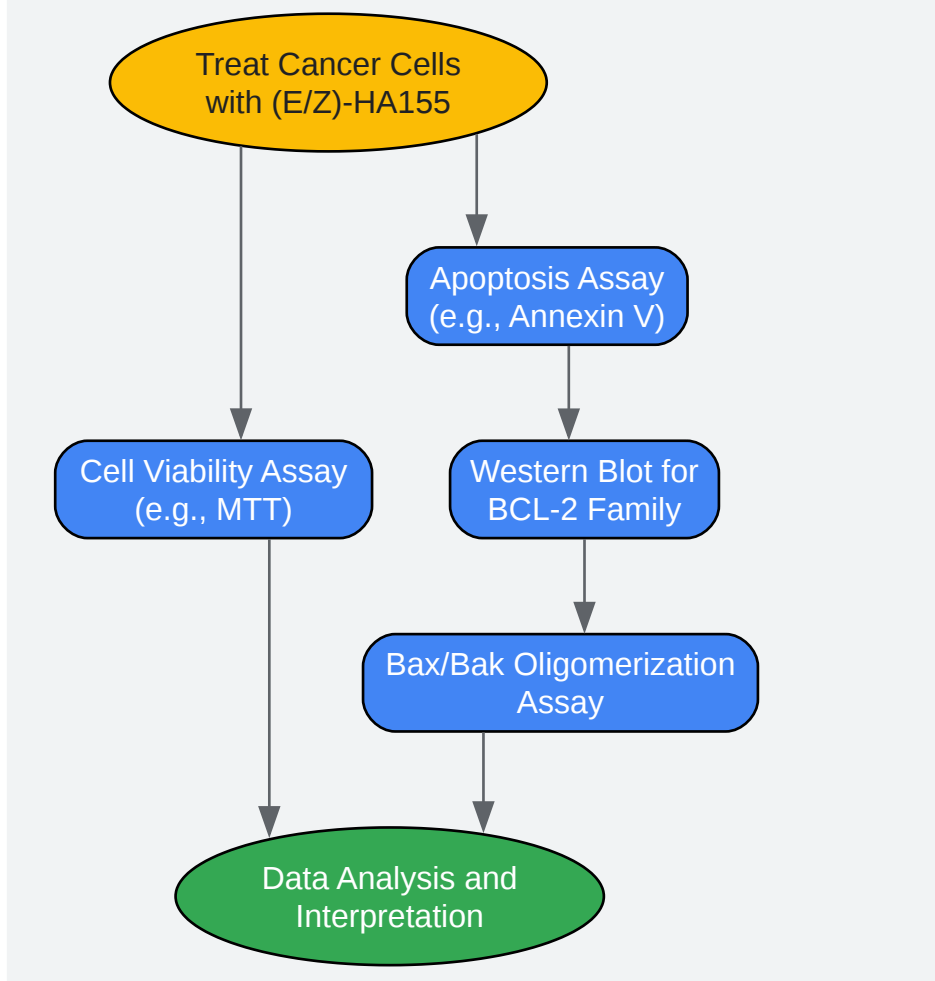 Treat Cancer Cells
with (E/Z)-HA155
Apoptosis Assay
(e.g., Annexin V)
Cell Viability Assay
(e.g., MTT)
Western Blot for
BCL-2 Family
Bax/Bak Oligomerization
Assay
Data Analysis and
Interpretation